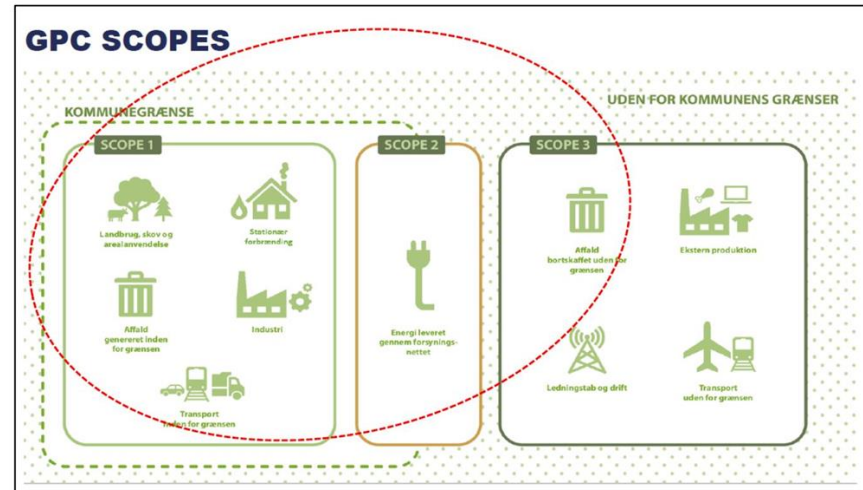 GPC SCOPES
KOMMUNEGRÆNSE
UDEN FOR KOMMUNENS GRÆNSER
SCOPE 1
Landbrug, skov og
arealanvendelse
Stationær
forbrænding
Affald
genereret inden
for grænsen
Industri
Transport
inden for grænsen
SCOPE 2
Energi leveret
gennem forsynings-
nettet
SCOPE 3
Affald
bortskaffet uden for
grænsen
Ekstern produktion
Ledningstab og drift
Transport
uden for grænsen